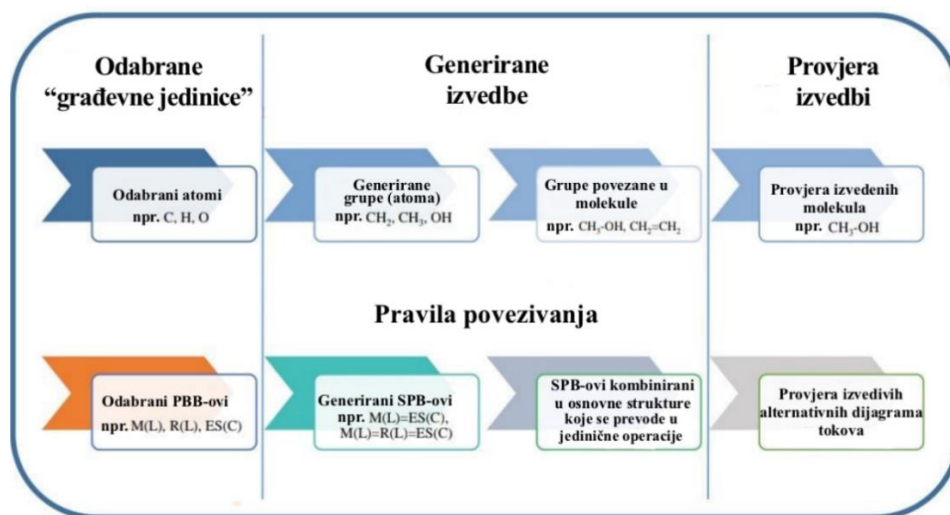 Odabrane
“građevne jedinice”
Generirane
izvedbe
Provjera
izvedbi
Odabrani atomi
npr. C, H, O
Generirane
grupe (atoma)
npr. CH₂, CH₃, OH
Grupe povezane u
molekule
npr. CH₃-OH, CH₂=CH₂
Provjera izvedenih
molekula
npr. CH₃-OH
Pravila povezivanja
Odabrani PBB-ovi
npr. M(L), R(L), ES(C)
Generirani SPB-ovi
npr. M(L)=ES(C),
M(L)=R(L)=ES(C)
SPB-ovi kombinirani
u osnovne strukture
koje se prevode u
jedinične operacije
Provjera izvedivih
alternativnih dijagrama
tokova